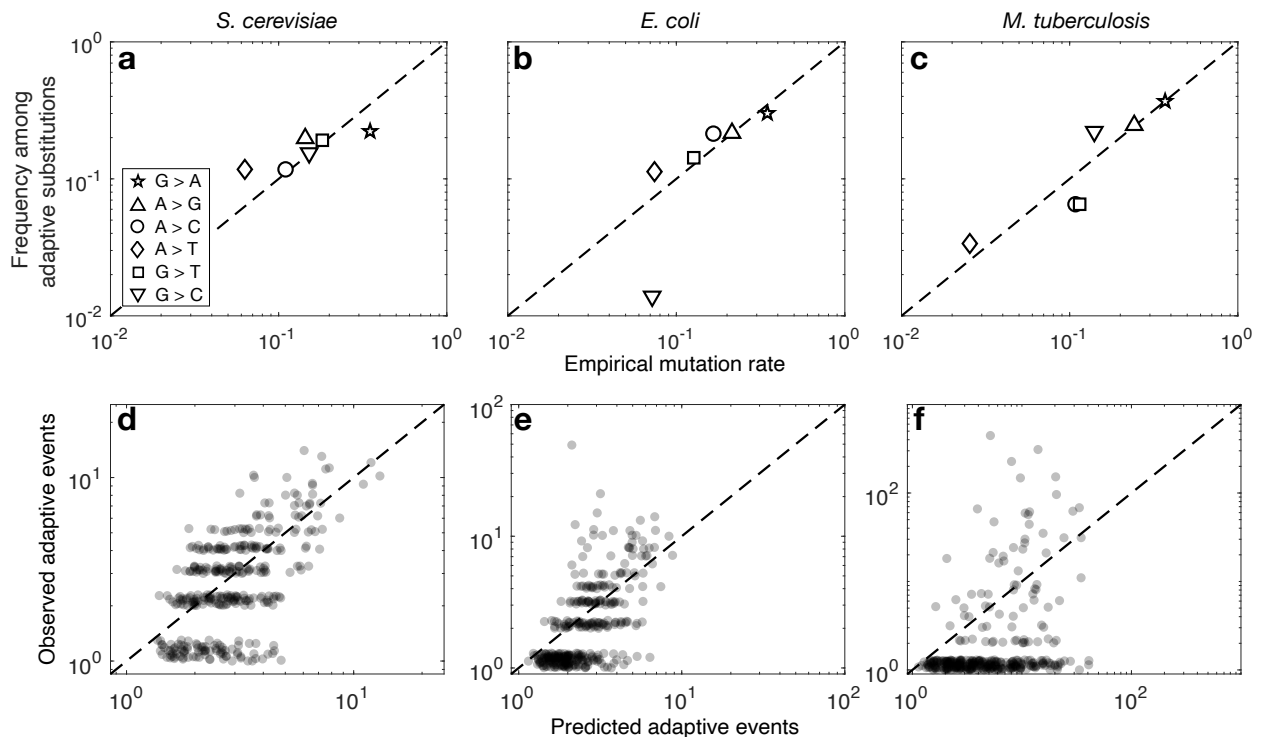 S. cerevisiae
E. coli
M. tuberculosis
Frequency among
adaptive substitutions
a
b
c
10^0
10^-1
10^-2
G > A
A > G
A > C
A > T
G > T
G > C
10^-2
10^-1
10^0
10^-2
10^-1
10^0
10^-2
10^-1
10^0
Empirical mutation rate
Observed adaptive events
d
e
f
10^1
10^0
10^2
10^1
10^0
10^2
10^0
10^0
10^1
10^0
10^1
10^2
10^0
10^2
Predicted adaptive events